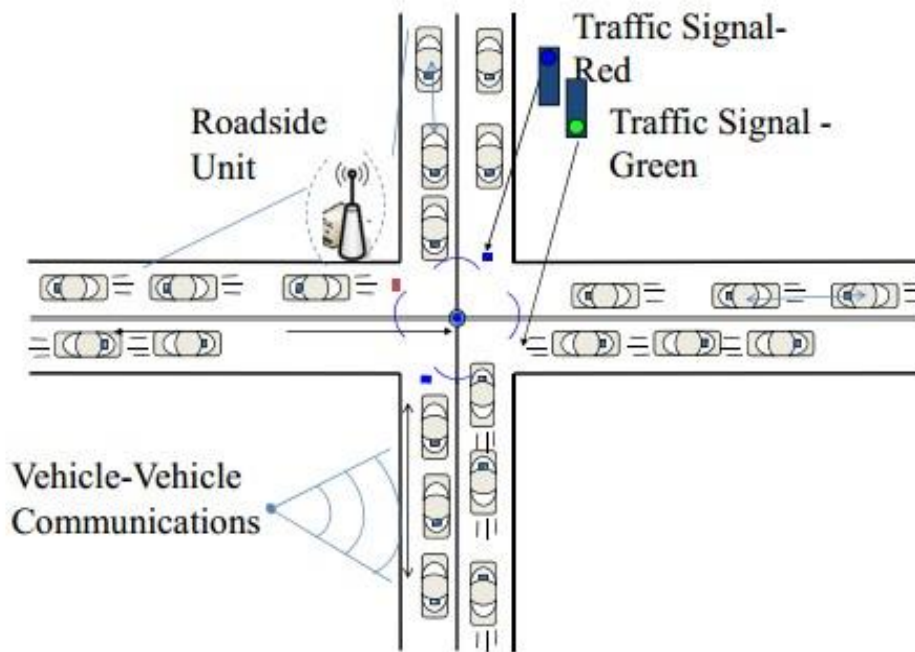 Traffic Signal-
Red
Roadside
Unit
Traffic Signal -
Green
Vehicle-Vehicle
Communications